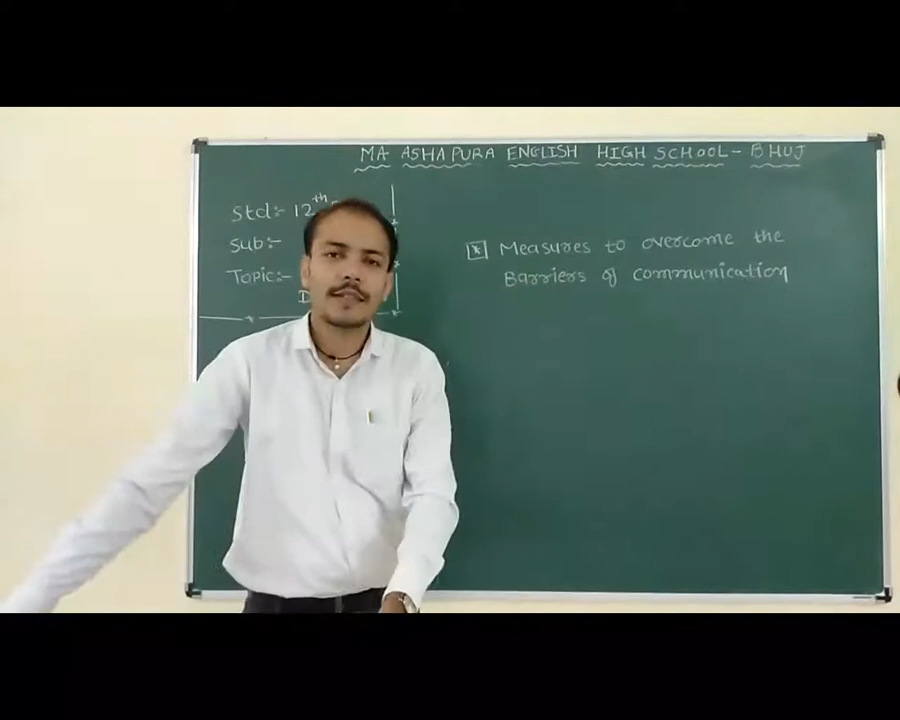 MA ASHAPURA ENGLISH HIGH SCHOOL - BHUJ
Std:- 12th
Sub:-
Topic:-
D
[*] Measures to overcome the
Barriers of communication